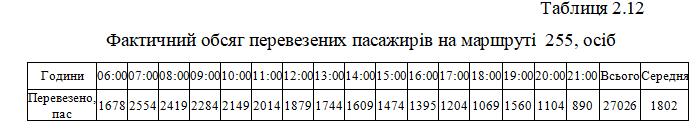 Таблиця 2.12
Фактичний обсяг перевезених пасажирів на маршруті 255, осіб
Години 06:00 07:00 08:00 09:00 10:00 11:00 12:00 13:00 14:00 15:00 16:00 17:00 18:00 19:00 20:00 21:00 Всього Середня
Перевезено, пас 1678 2554 2419 2284 2149 2014 1879 1744 1609 1474 1395 1204 1069 1560 1104 890 27026 1802